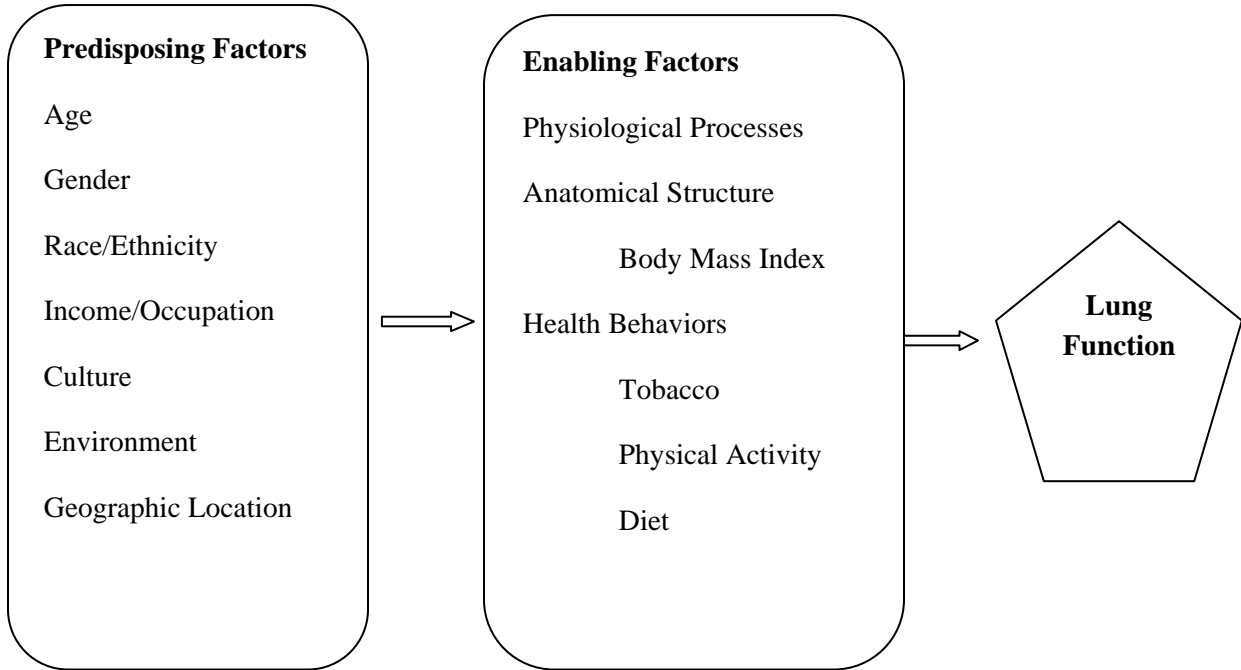 Predisposing Factors
Age
Gender
Race/Ethnicity
Income/Occupation
Culture
Environment
Geographic Location
Enabling Factors
Physiological Processes
Anatomical Structure
Body Mass Index
Health Behaviors
Tobacco
Physical Activity
Diet
Lung
Function